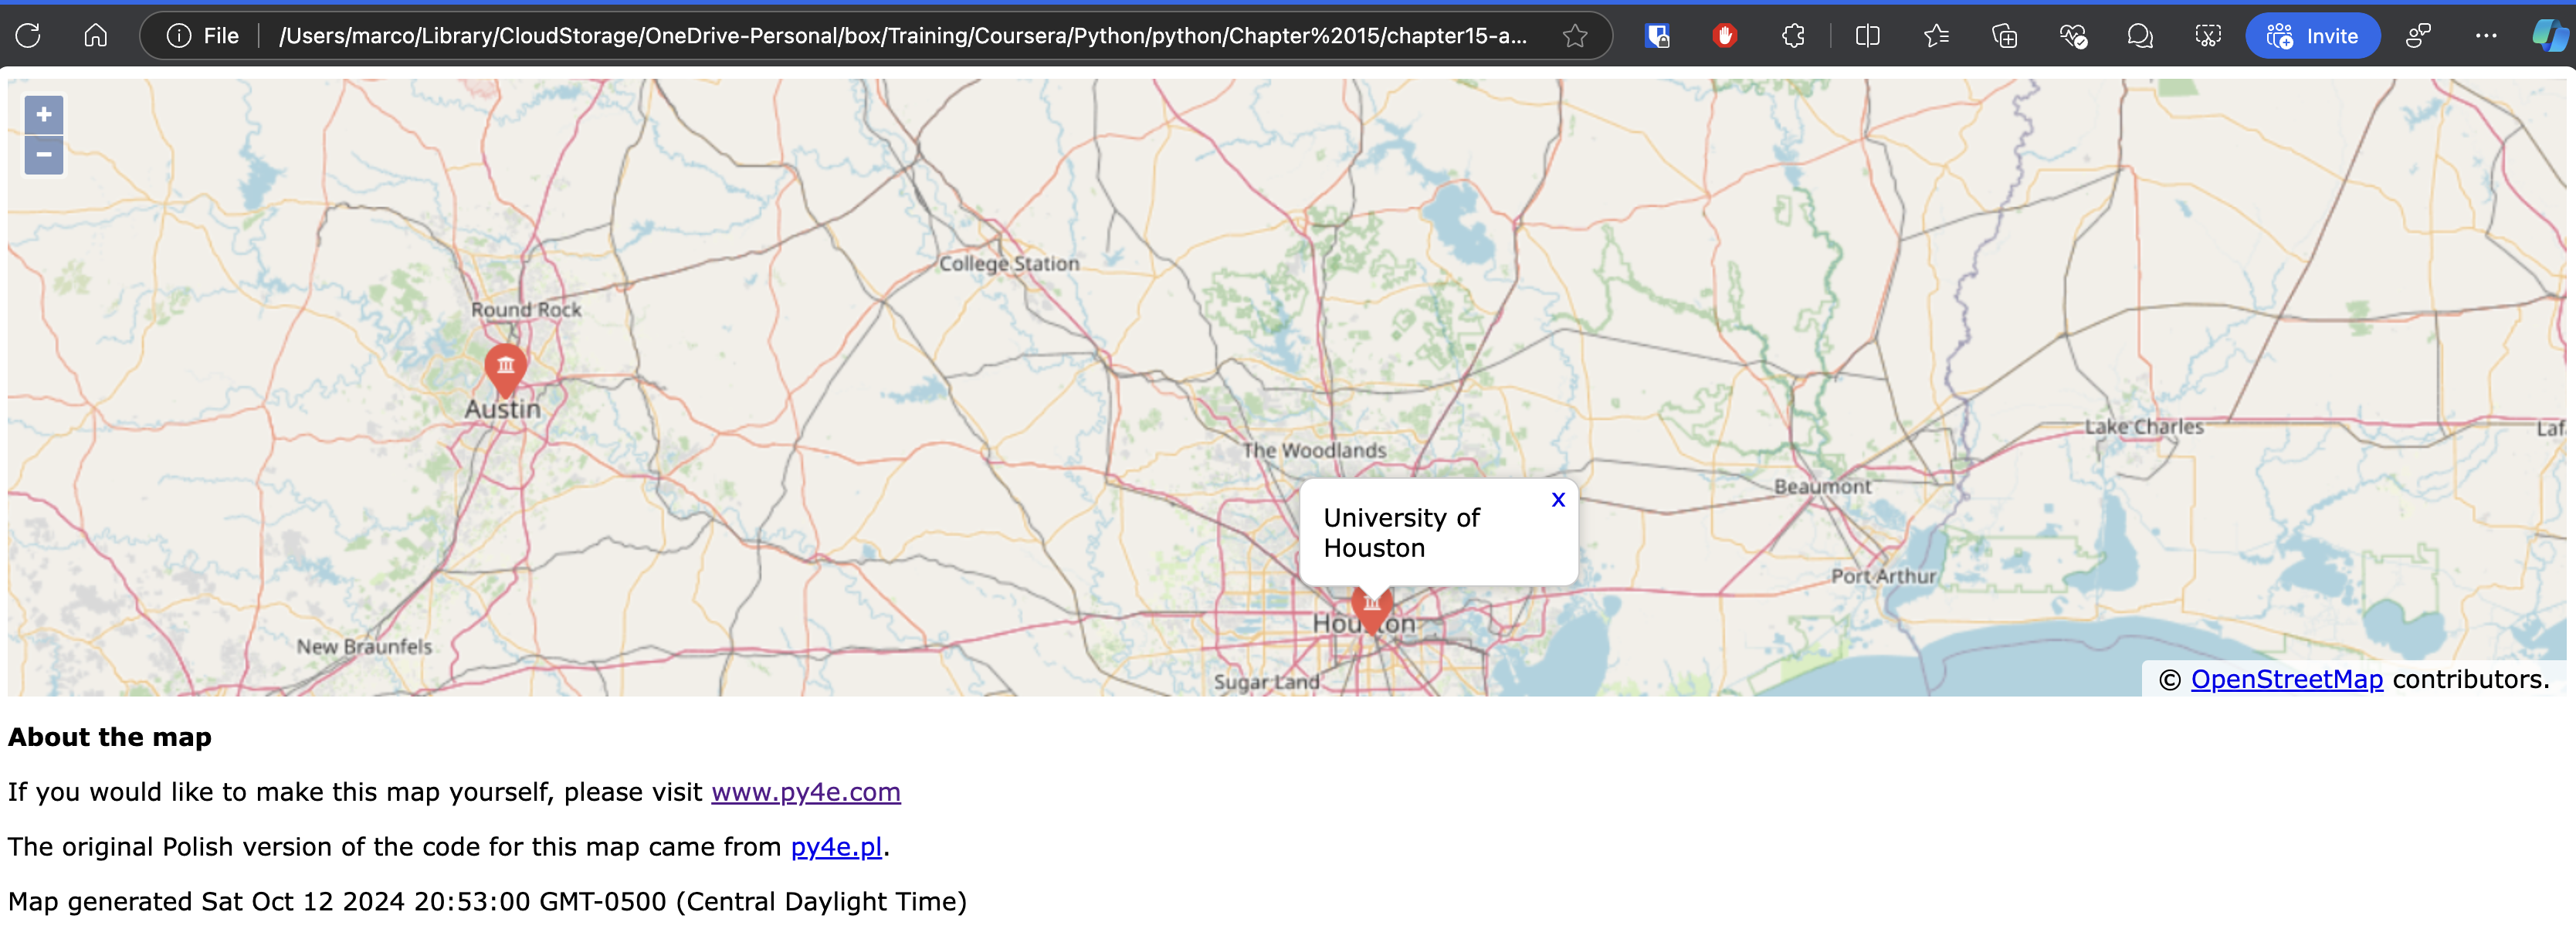 File
/Users/marco/Library/CloudStorage/OneDrive-Personal/box/Training/Coursera/Python/python/Chapter%2015/chapter15-a...
Invite
+
−
College Station
Round Rock
Austin
The Woodlands
Lake Charles
Laf
Beaumont
x
University of
Houston
Port Arthur
Houston
New Braunfels
Sugar Land
© OpenStreetMap contributors.
About the map
If you would like to make this map yourself, please visit www.py4e.com
The original Polish version of the code for this map came from py4e.pl.
Map generated Sat Oct 12 2024 20:53:00 GMT-0500 (Central Daylight Time)